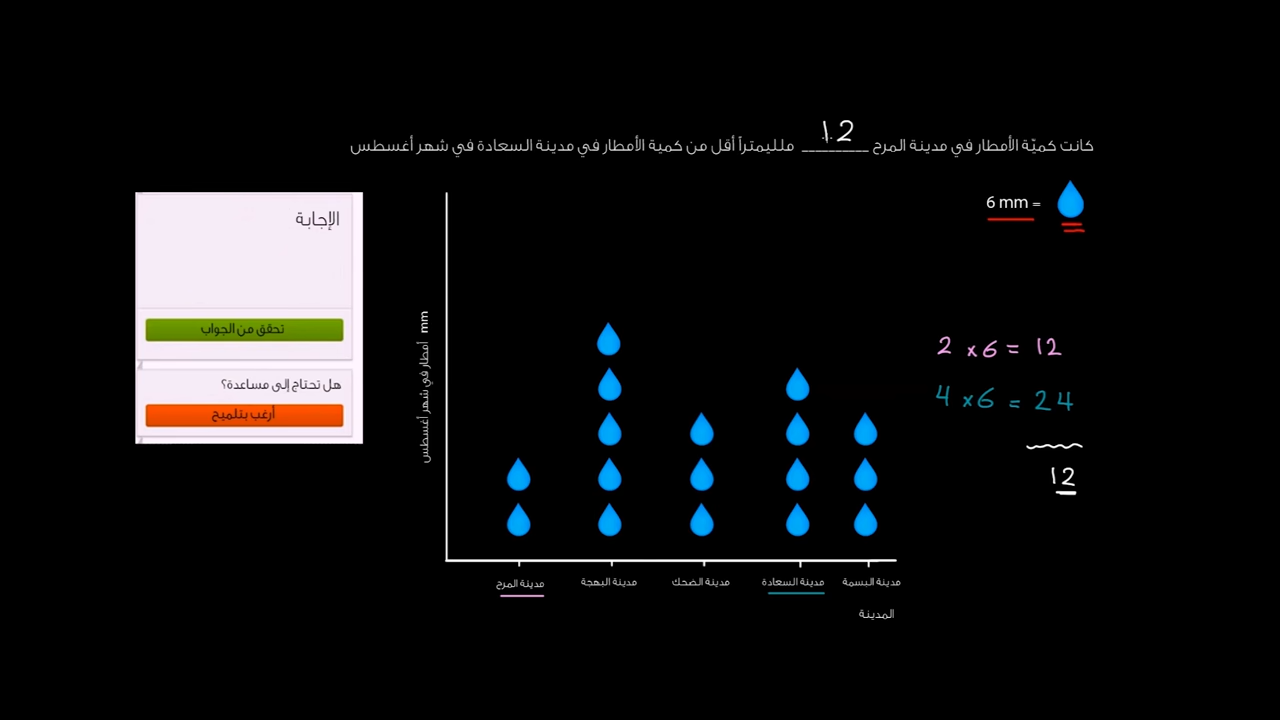 كانت كميّة الأمطار في مدينة المرح 12 ملليمتراً أقل من كمية الأمطار في مدينة السعادة في شهر أغسطس
6 mm =
الإجابة
تحقق من الجواب
هل تحتاج إلى مساعدة؟
أرغب بتلميح
أمطار في شهر أغسطس mm
2 × 6 = 12
4 × 6 = 24
12
مدينة المرح مدينة البهجة مدينة الضحك مدينة السعادة مدينة البسمة
المدينة